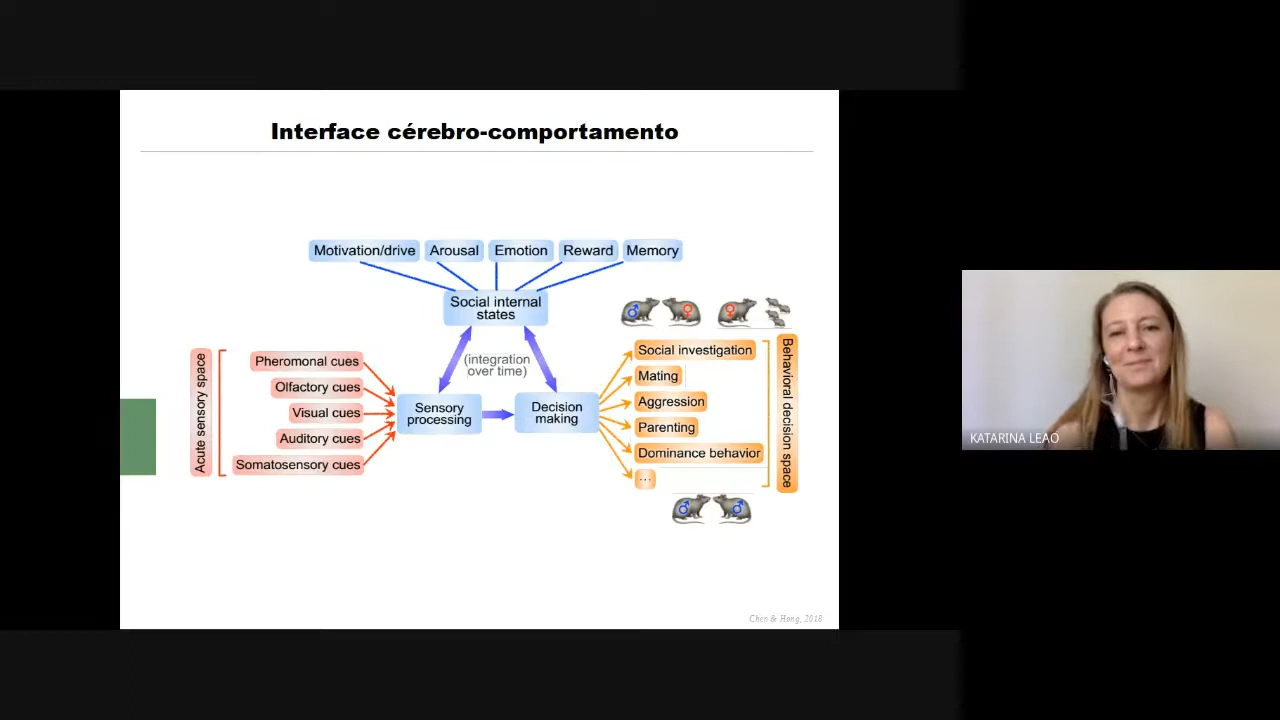 Interface cérebro-comportamento
Motivation/drive
Arousal
Emotion
Reward
Memory
Social internal
states
(integration
over time)
Acute sensory space
Pheromonal cues
Olfactory cues
Visual cues
Auditory cues
Somatosensory cues
Sensory
processing
Decision
making
Social investigation
Mating
Aggression
Parenting
Dominance behavior
...
Behavioral decision space
Chen & Hong, 2018
KATARINA LEAO